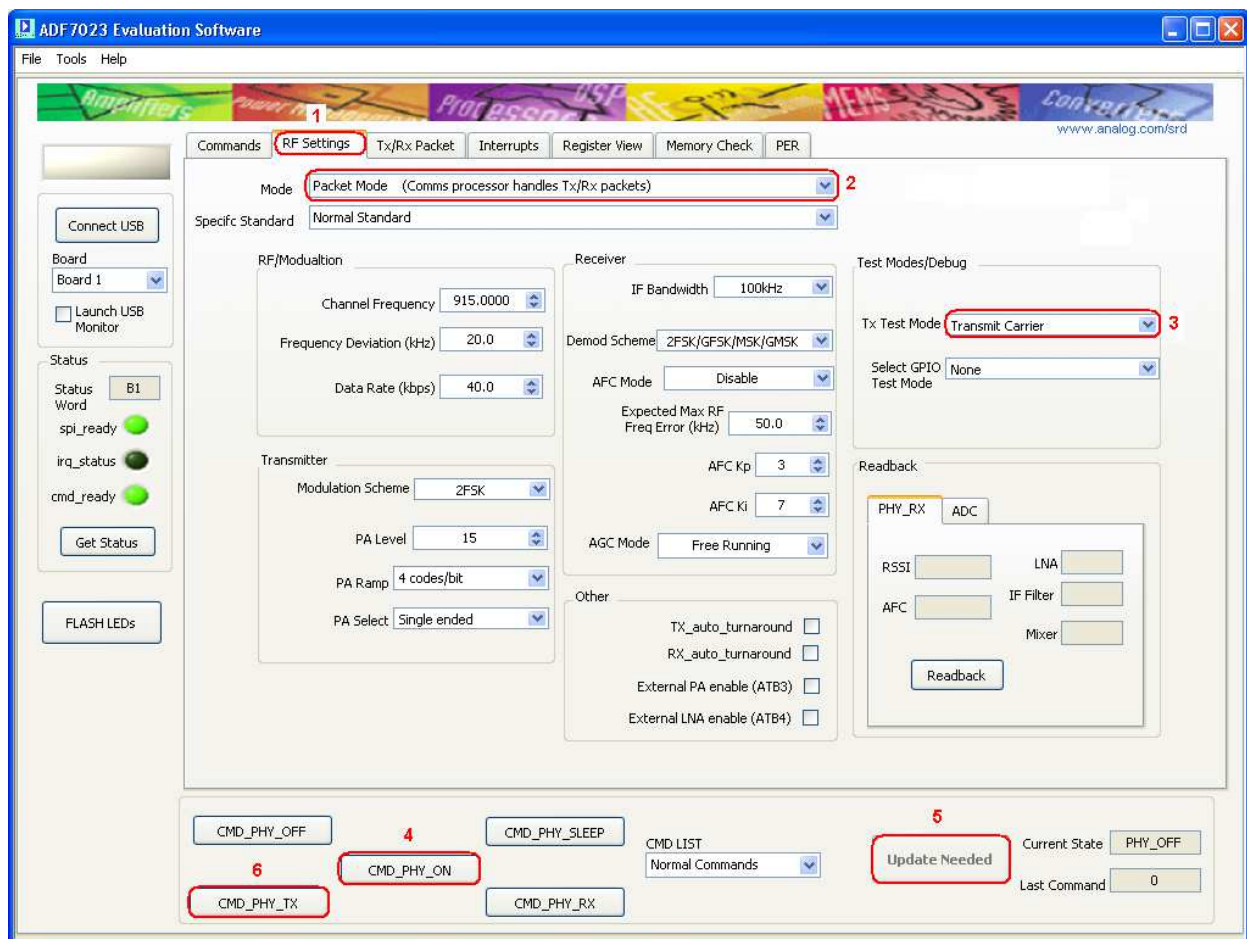 ADF7023 Evaluation Software
File Tools Help
Amplifiers Processors DSP RF MEMS Converters
www.analog.com/srd
1
Commands RF Settings Tx/Rx Packet Interrupts Register View Memory Check PER
Mode Packet Mode (Comms processor handles Tx/Rx packets) 2
Specifc Standard Normal Standard
Connect USB
Board
Board 1
Launch USB
Monitor
Status
Status
Word
B1
spi_ready
irq_status
cmd_ready
Get Status
FLASH LEDs
RF/Modualtion
Channel Frequency 915.0000
Frequency Deviation (kHz) 20.0
Data Rate (kbps) 40.0
Transmitter
Modulation Scheme 2FSK
PA Level 15
PA Ramp 4 codes/bit
PA Select Single ended
Receiver
IF Bandwidth 100kHz
Demod Scheme 2FSK/GFSK/MSK/GMSK
AFC Mode Disable
Expected Max RF
Freq Error (kHz) 50.0
AFC Kp 3
AFC Ki 7
AGC Mode Free Running
Other
TX_auto_turnaround
RX_auto_turnaround
External PA enable (ATB3)
External LNA enable (ATB4)
Test Modes/Debug
Tx Test Mode Transmit Carrier 3
Select GPIO
Test Mode
None
Readback
PHY_RX ADC
RSSI LNA
AFC IF Filter
Mixer
Readback
CMD_PHY_OFF
4
CMD_PHY_ON
6
CMD_PHY_TX
CMD_PHY_SLEEP
CMD_PHY_RX
CMD LIST
Normal Commands
5
Update Needed
Current State PHY_OFF
Last Command 0